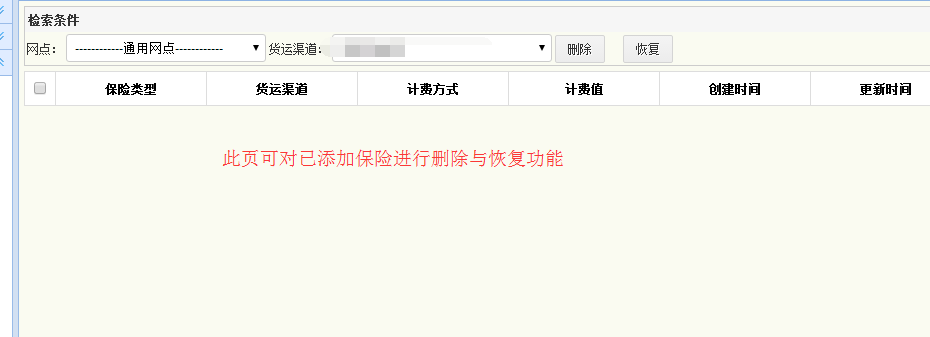 检索条件
网点： ------------通用网点------------ 货运渠道： 删除 恢复
保险类型 货运渠道 计费方式 计费值 创建时间 更新时间
此页可对已添加保险进行删除与恢复功能